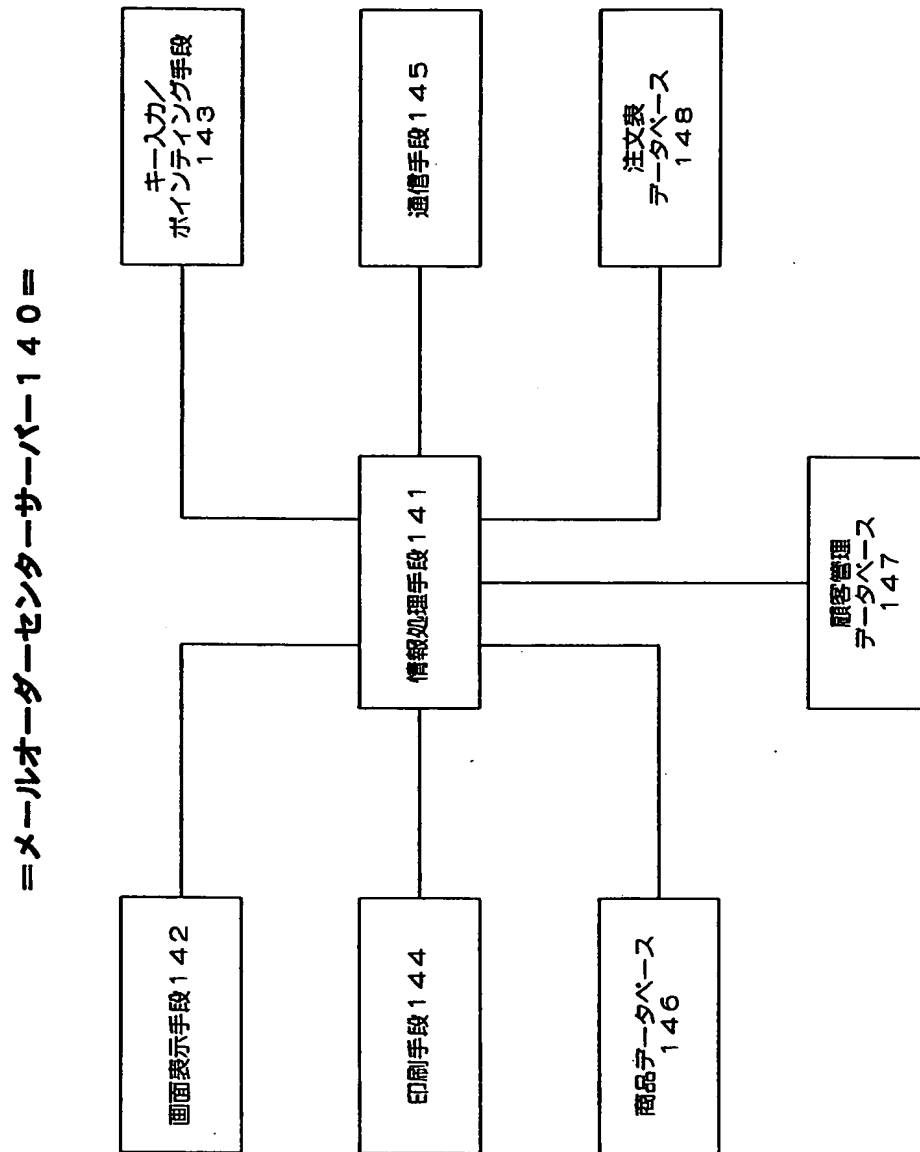 =メールオーダーセンターサーバー140=
画面表示手段142
キー入力/
ポインティング手段
143
印刷手段144
情報処理手段141
通信手段145
商品データベース
146
顧客管理
データベース
147
注文表
データベース
148